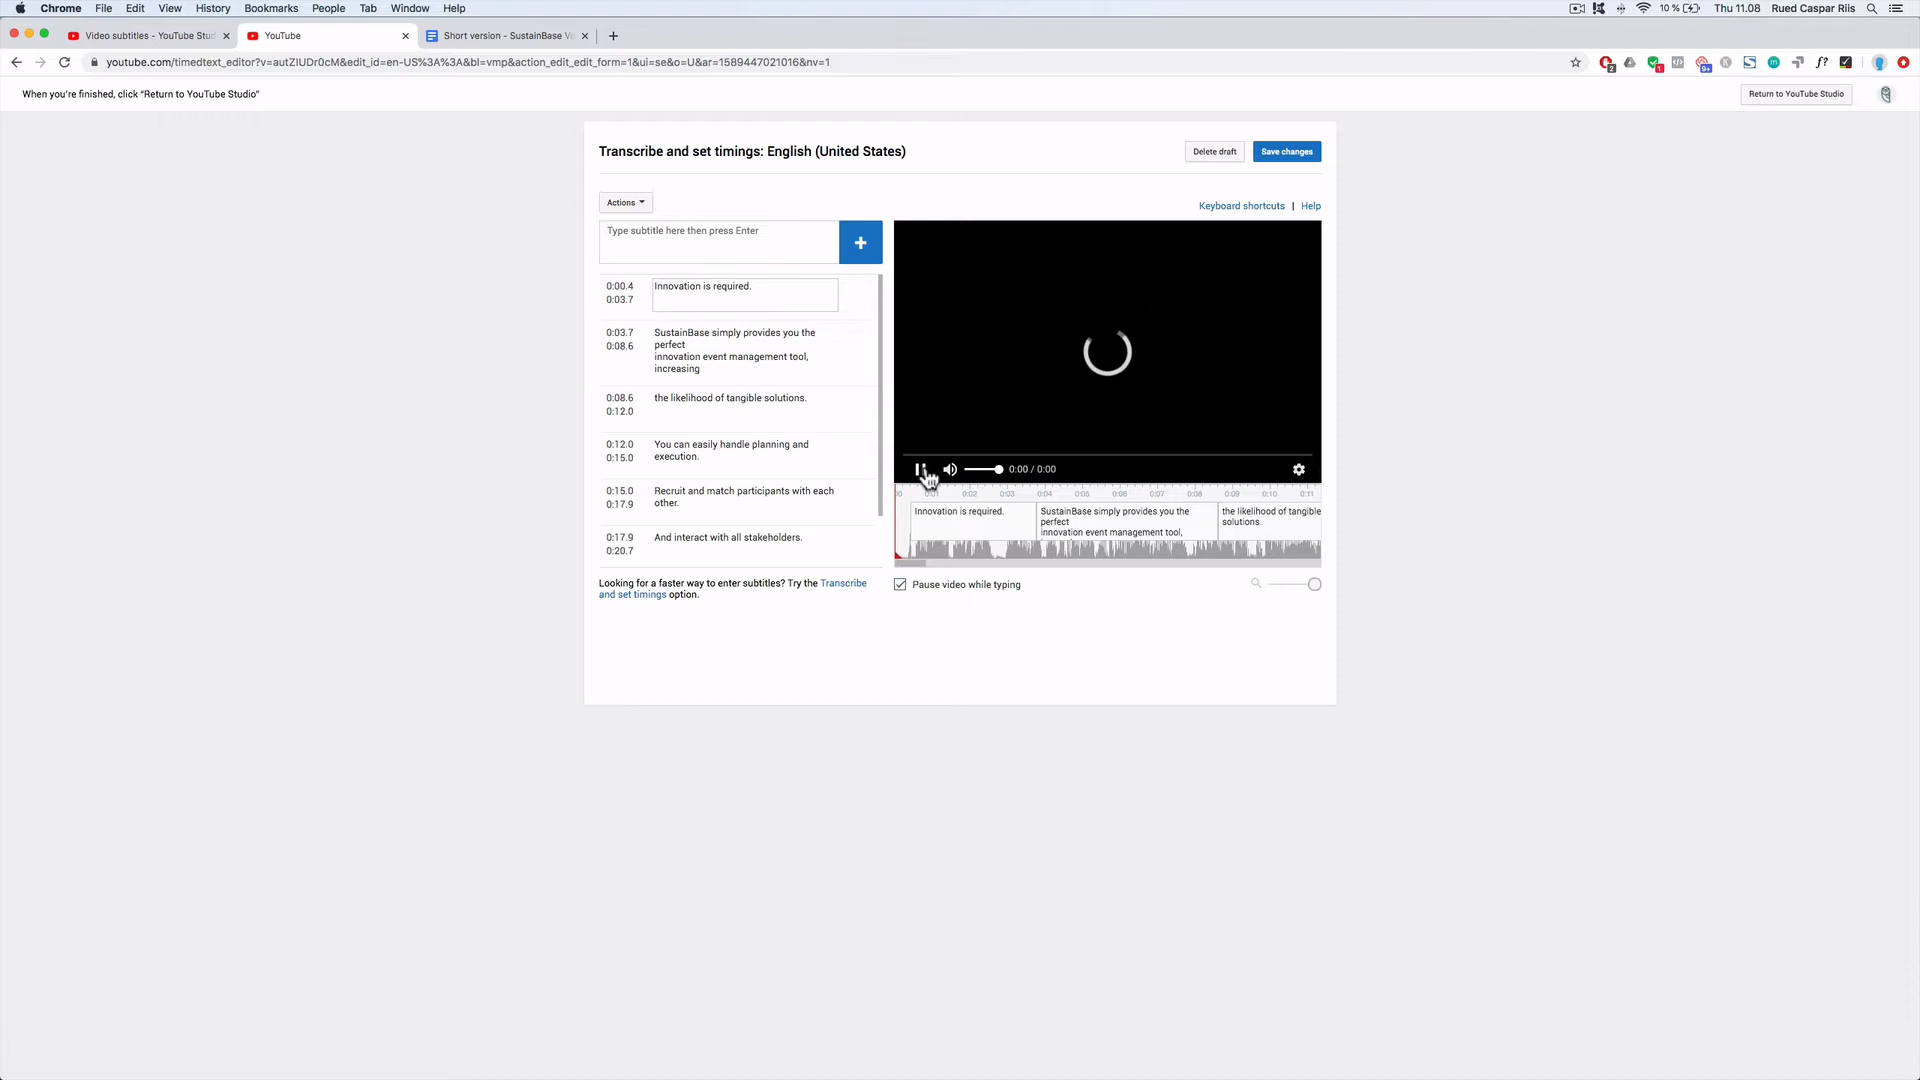 Chrome File Edit View History Bookmarks People Tab Window Help
10 % Thu 11.08 Rued Caspar Riis
Video subtitles - YouTube Stud
YouTube
Short version - SustainBase Vo
youtube.com/timedtext_editor?v=autZIUDr0cM&edit_id=en-US%3A%3A&bl=vmp&action_edit_edit_form=1&ui=se&o=U&ar=1589447021016&nv=1
When you're finished, click "Return to YouTube Studio"
Return to YouTube Studio
Transcribe and set timings: English (United States)
Delete draft
Save changes
Actions
Keyboard shortcuts | Help
Type subtitle here then press Enter
+
0:00.4
0:03.7
Innovation is required.
0:03.7
0:08.6
SustainBase simply provides you the
perfect
innovation event management tool,
increasing
0:08.6
0:12.0
the likelihood of tangible solutions.
0:12.0
0:15.0
You can easily handle planning and
execution.
0:15.0
0:17.9
Recruit and match participants with each
other.
0:17.9
0:20.7
And interact with all stakeholders.
Looking for a faster way to enter subtitles? Try the Transcribe
and set timings option.
0:00 / 0:00
00 0:01 0:02 0:03 0:04 0:05 0:06 0:07 0:08 0:09 0:10 0:11
Innovation is required.
SustainBase simply provides you the
perfect
innovation event management tool,
the likelihood of tangible
solutions.
Pause video while typing